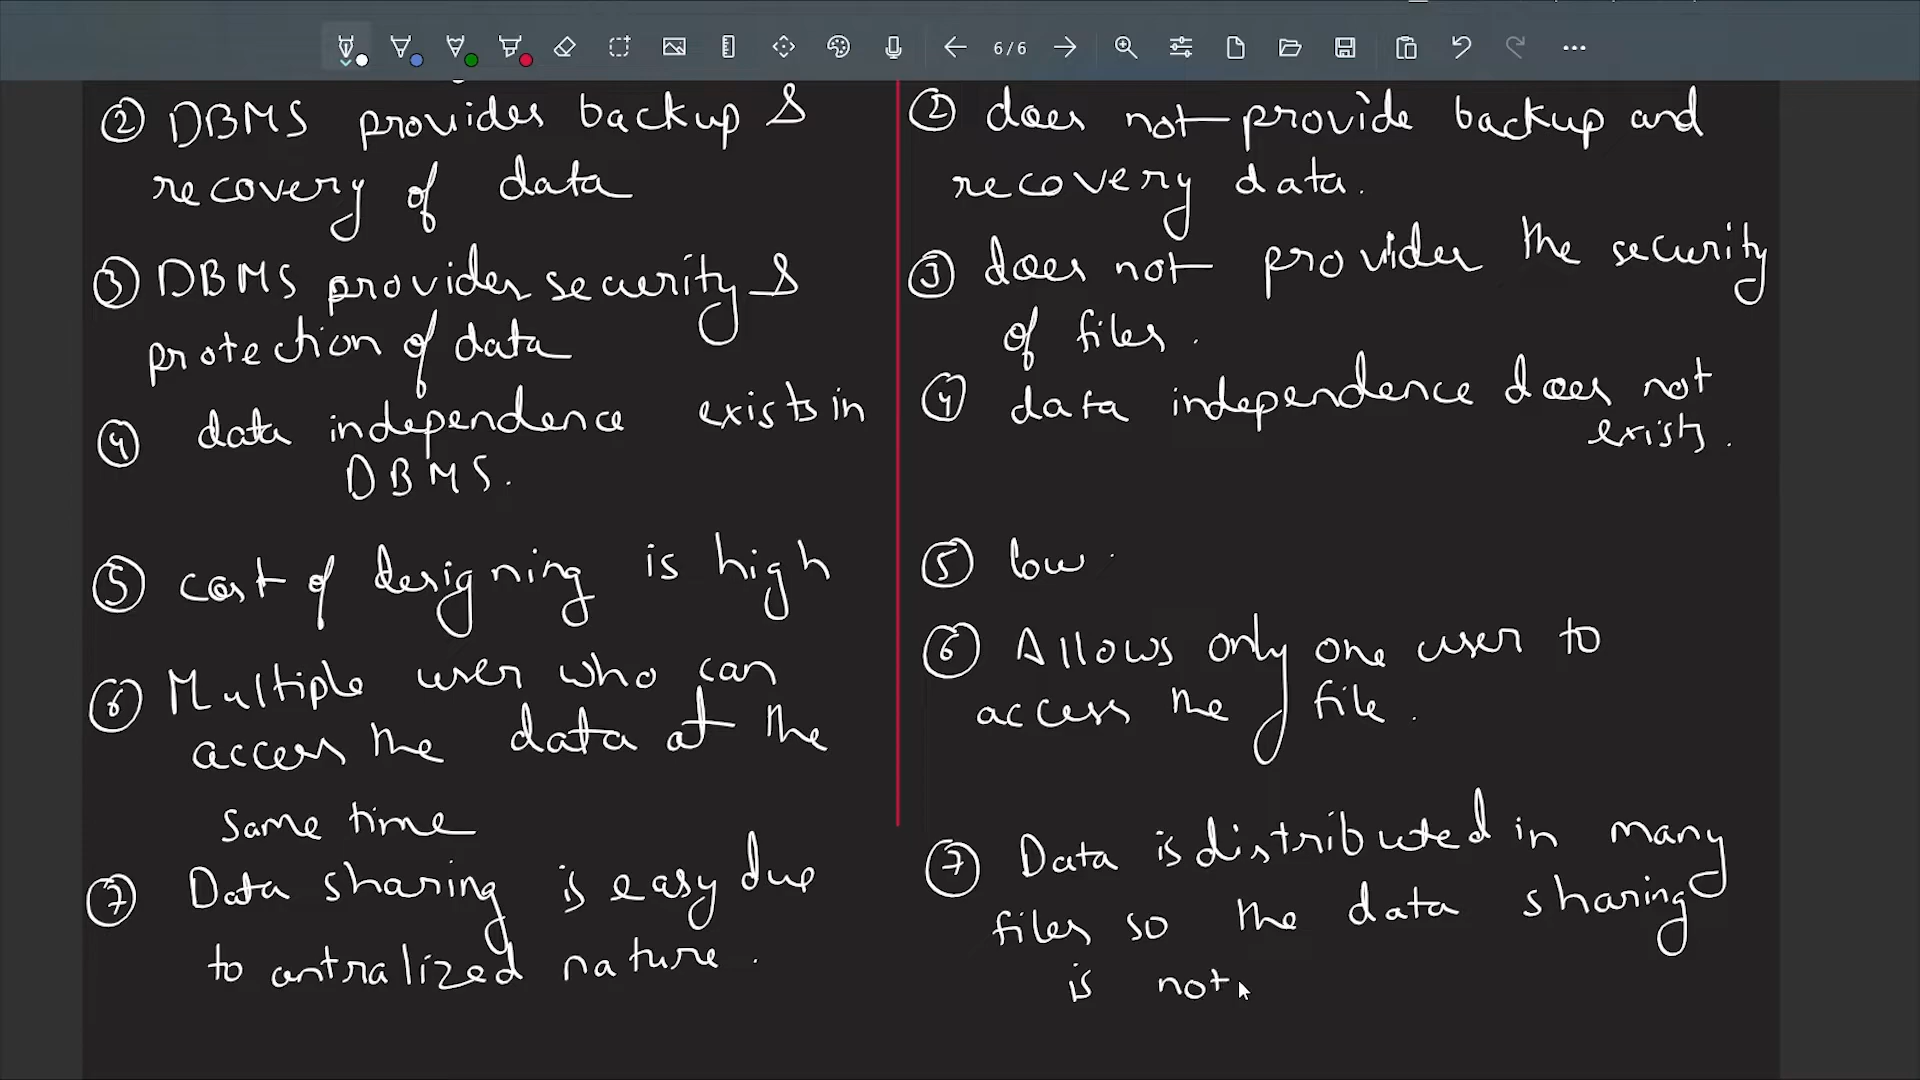 6/6
② DBMS provides backup &
recovery of data
③ DBMS provides security &
protection of data
④ data independence exists in
DBMS.
⑤ cost of designing is high
⑥ Multiple user who can
access the data at the
same time
⑦ Data sharing is easy due
to centralized nature.
② does not provide backup and
recovery data.
③ does not provides the security
of files.
④ data independence does not
exists.
⑤ low.
⑥ Allows only one user to
access the file.
⑦ Data is distributed in many
files so the data sharing
is not